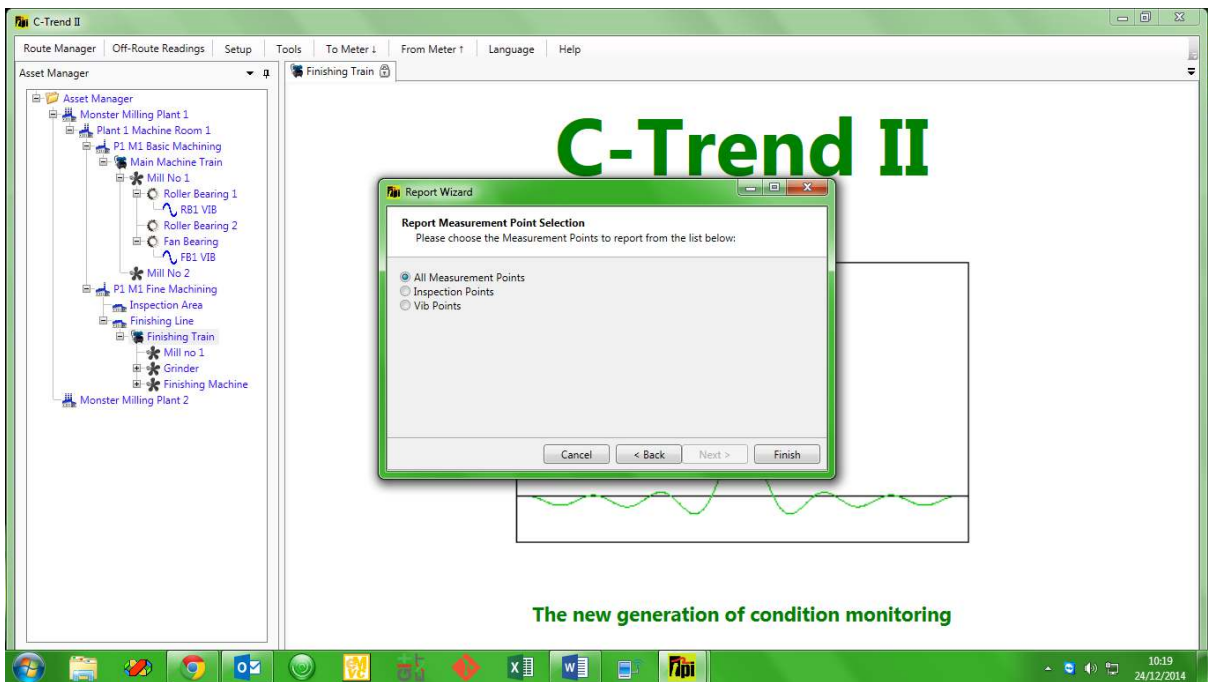 C-Trend II
Route Manager Off-Route Readings Setup Tools To Meter ↓ From Meter ↑ Language Help
Asset Manager
Finishing Train
Asset Manager
Monster Milling Plant 1
Plant 1 Machine Room 1
P1 M1 Basic Machining
Main Machine Train
Mill No 1
Roller Bearing 1
RB1 VIB
Roller Bearing 2
Fan Bearing
FB1 VIB
Mill No 2
P1 M1 Fine Machining
Inspection Area
Finishing Line
Finishing Train
Mill no 1
Grinder
Finishing Machine
Monster Milling Plant 2
C-Trend II
Report Wizard
Report Measurement Point Selection
Please choose the Measurement Points to report from the list below:
All Measurement Points
Inspection Points
Vib Points
Cancel < Back Next > Finish
The new generation of condition monitoring
10:19
24/12/2014